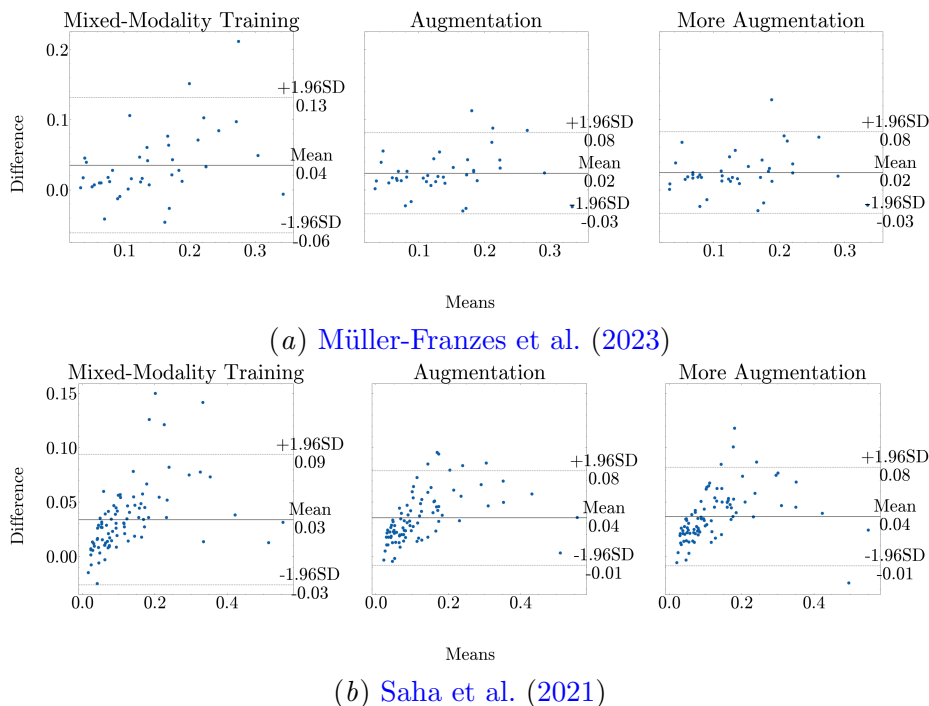 Mixed-Modality Training Augmentation More Augmentation
0.2
0.1
0.0
Difference
+1.96SD
0.13
Mean
0.04
-1.96SD
-0.06
0.1 0.2 0.3
+1.96SD
0.08
Mean
0.02
-1.96SD
-0.03
0.1 0.2 0.3
+1.96SD
0.08
Mean
0.02
-1.96SD
-0.03
0.1 0.2 0.3
Means
(a) Müller-Franzes et al. (2023)
Mixed-Modality Training Augmentation More Augmentation
0.15
0.10
0.05
0.00
Difference
+1.96SD
0.09
Mean
0.03
-1.96SD
-0.03
0.0 0.2 0.4
+1.96SD
0.08
Mean
0.04
-1.96SD
-0.01
0.0 0.2 0.4
+1.96SD
0.08
Mean
0.04
-1.96SD
-0.01
0.0 0.2 0.4
Means
(b) Saha et al. (2021)